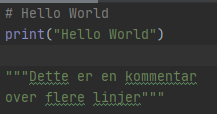 # Hello World
print("Hello World")
"""Dette er en kommentar
over flere linjer"""